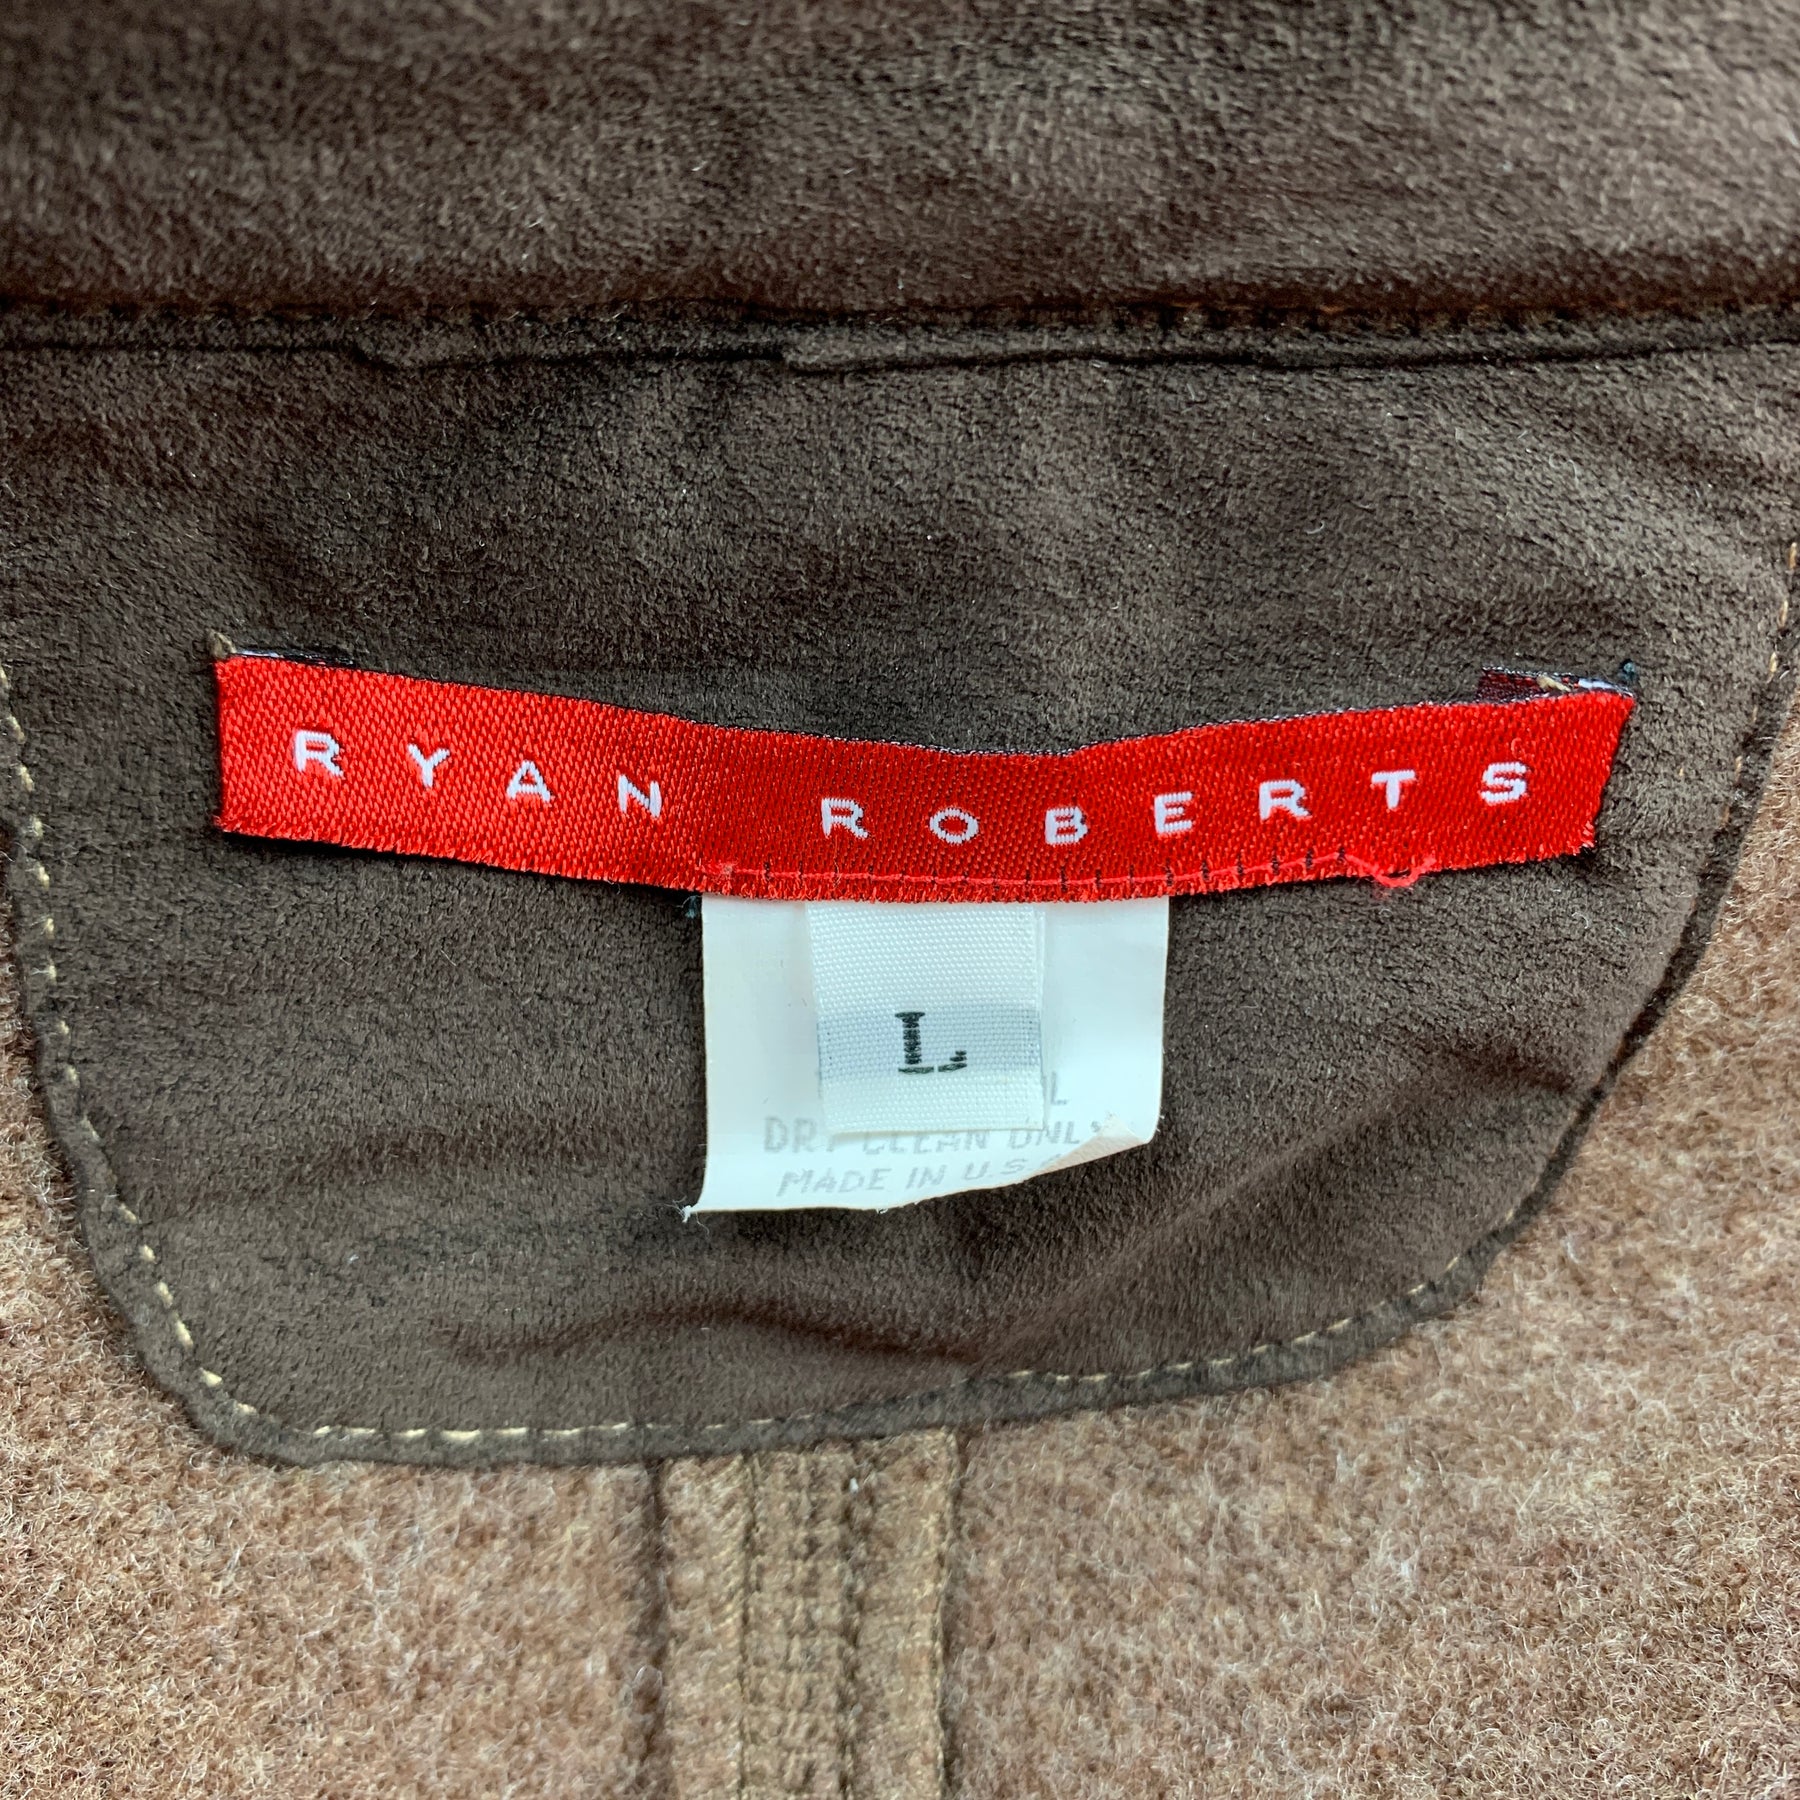 RYAN ROBERTS
L
DRY CLEAN ONLY
MADE IN U.S.A